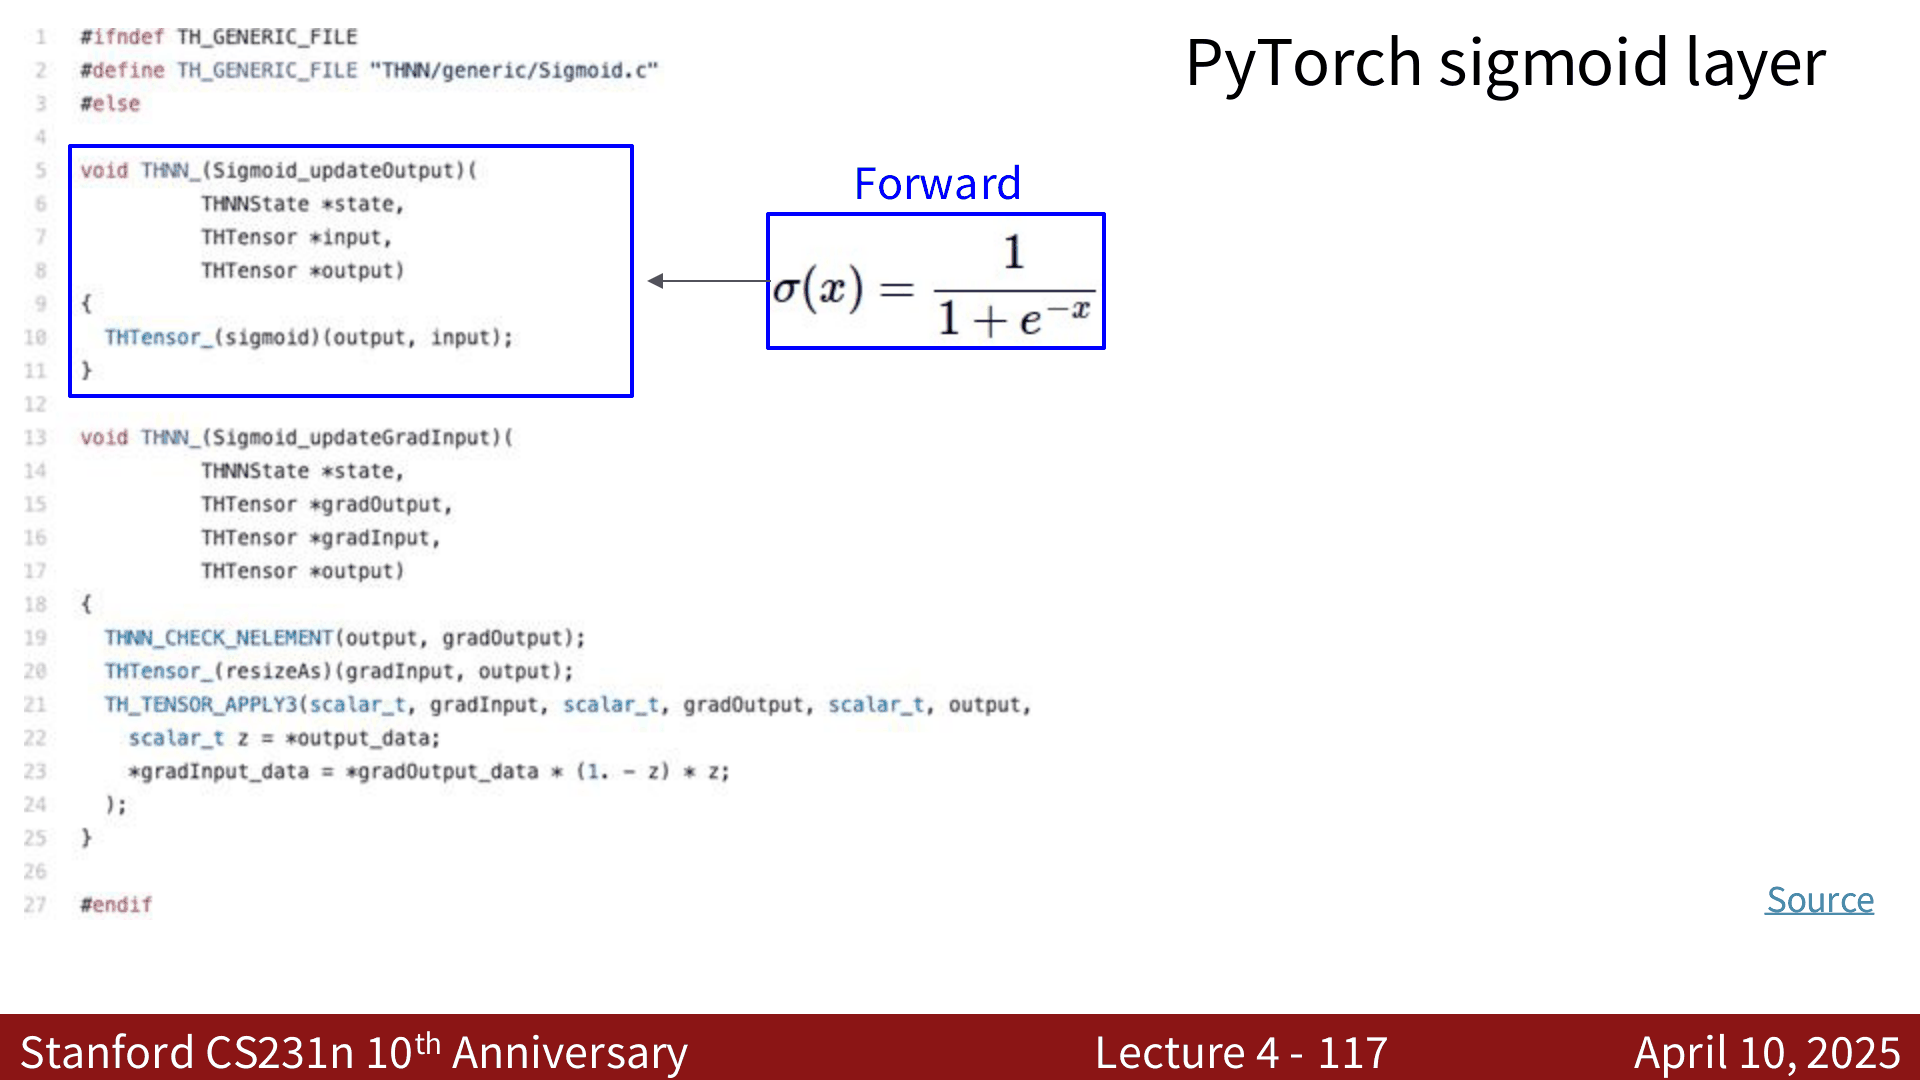 PyTorch sigmoid layer
1 #ifndef TH_GENERIC_FILE
2 #define TH_GENERIC_FILE "THNN/generic/Sigmoid.c"
3 #else
4
5 void THNN_(Sigmoid_updateOutput)(
6 THNNState *state,
7 THTensor *input,
8 THTensor *output)
9 {
10 THTensor_(sigmoid)(output, input);
11 }
12
13 void THNN_(Sigmoid_updateGradInput)(
14 THNNState *state,
15 THTensor *gradOutput,
16 THTensor *gradInput,
17 THTensor *output)
18 {
19 THNN_CHECK_NELEMENT(output, gradOutput);
20 THTensor_(resizeAs)(gradInput, output);
21 TH_TENSOR_APPLY3(scalar_t, gradInput, scalar_t, gradOutput, scalar_t, output,
22 scalar_t z = *output_data;
23 *gradInput_data = *gradOutput_data * (1. - z) * z;
24 );
25 }
26
27 #endif
Forward
σ(x) = 1 / (1 + e^{-x})
Source
Stanford CS231n 10th Anniversary
Lecture 4 - 117
April 10, 2025